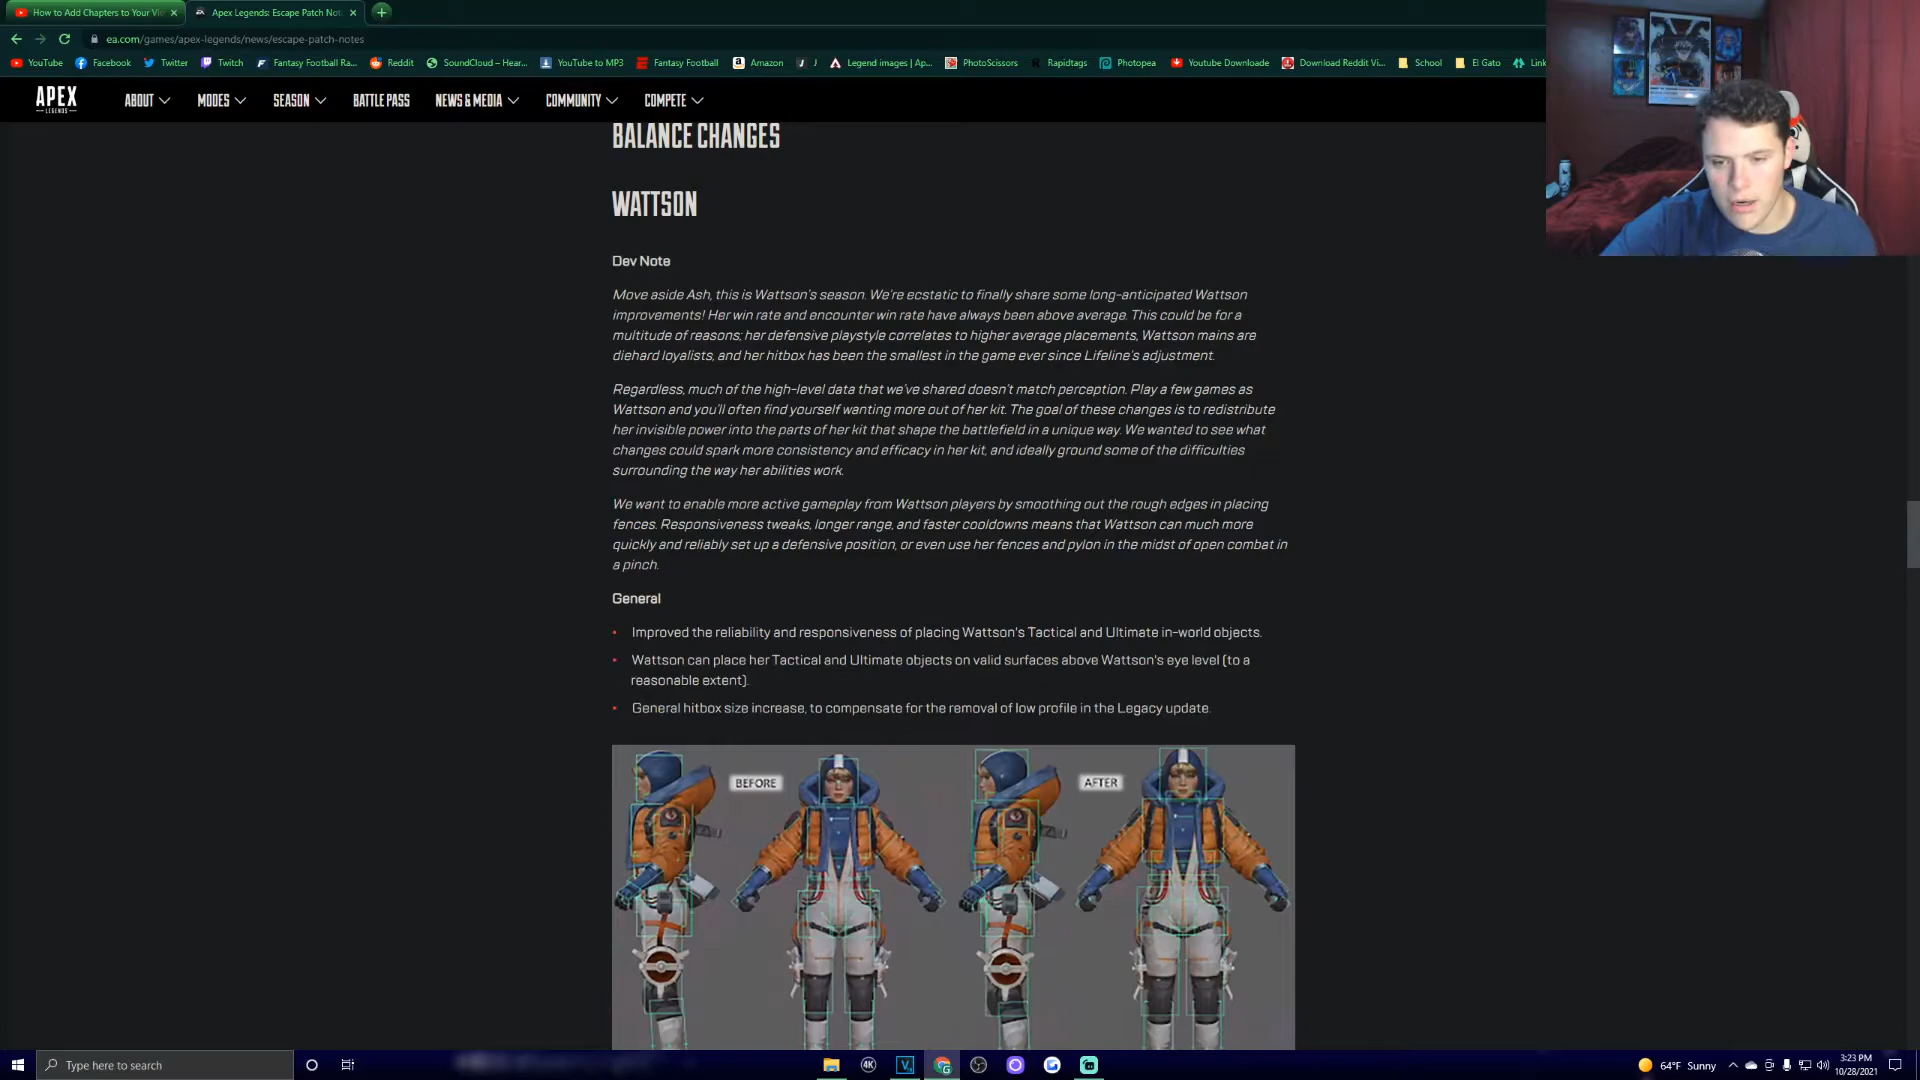 How to Add Chapters to Your Vi
Apex Legends: Escape Patch Not
ea.com/games/apex-legends/news/escape-patch-notes
YouTube Facebook Twitter Twitch Fantasy Football Ra... Reddit SoundCloud – Hear... YouTube to MP3 Fantasy Football Amazon J Legend images | Ap... PhotoScissors Rapidtags Photopea Youtube Downloade Download Reddit Vi... School El Gato Link
APEX
LEGENDS
ABOUT MODES SEASON BATTLE PASS NEWS & MEDIA COMMUNITY COMPETE
BALANCE CHANGES
WATTSON
Dev Note
Move aside Ash, this is Wattson's season. We're ecstatic to finally share some long-anticipated Wattson
improvements! Her win rate and encounter win rate have always been above average. This could be for a
multitude of reasons; her defensive playstyle correlates to higher average placements, Wattson mains are
diehard loyalists, and her hitbox has been the smallest in the game ever since Lifeline's adjustment.
Regardless, much of the high-level data that we've shared doesn't match perception. Play a few games as
Wattson and you'll often find yourself wanting more out of her kit. The goal of these changes is to redistribute
her invisible power into the parts of her kit that shape the battlefield in a unique way. We wanted to see what
changes could spark more consistency and efficacy in her kit, and ideally ground some of the difficulties
surrounding the way her abilities work.
We want to enable more active gameplay from Wattson players by smoothing out the rough edges in placing
fences. Responsiveness tweaks, longer range, and faster cooldowns means that Wattson can much more
quickly and reliably set up a defensive position, or even use her fences and pylon in the midst of open combat in
a pinch.
General
• Improved the reliability and responsiveness of placing Wattson's Tactical and Ultimate in-world objects.
• Wattson can place her Tactical and Ultimate objects on valid surfaces above Wattson's eye level (to a
reasonable extent).
• General hitbox size increase, to compensate for the removal of low profile in the Legacy update.
BEFORE
AFTER
Type here to search
4K
64°F Sunny
3:23 PM
10/28/2021